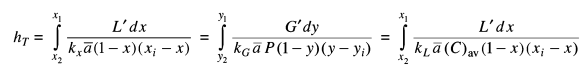 h_T = ∫_{x_2}^{x_1} L′dx / k_x a̅(1 − x)(x_i − x) = ∫_{y_2}^{y_1} G′dy / k_G a̅ P(1 − y)(y − y_i) = ∫_{x_2}^{x_1} L′dx / k_L a̅ (C)_av (1 − x)(x_i − x)